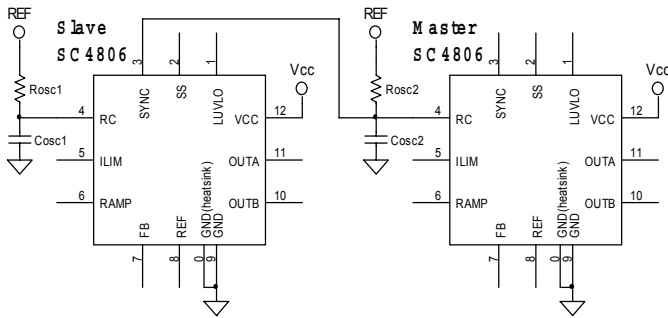 REF
Slave
SC4806
Rosc1
Cosc1
3
2
1
SYNC
SS
LUVLO
4
RC
VCC
12
Vcc
5
ILIM
OUTA
11
6
RAMP
OUTB
10
FB
REF
GND(heatsink)
GND
7
8
0
9
REF
Master
SC4806
Rosc2
Cosc2
3
2
1
SYNC
SS
LUVLO
4
RC
VCC
12
Vcc
5
ILIM
OUTA
11
6
RAMP
OUTB
10
FB
REF
GND(heatsink)
GND
7
8
0
9